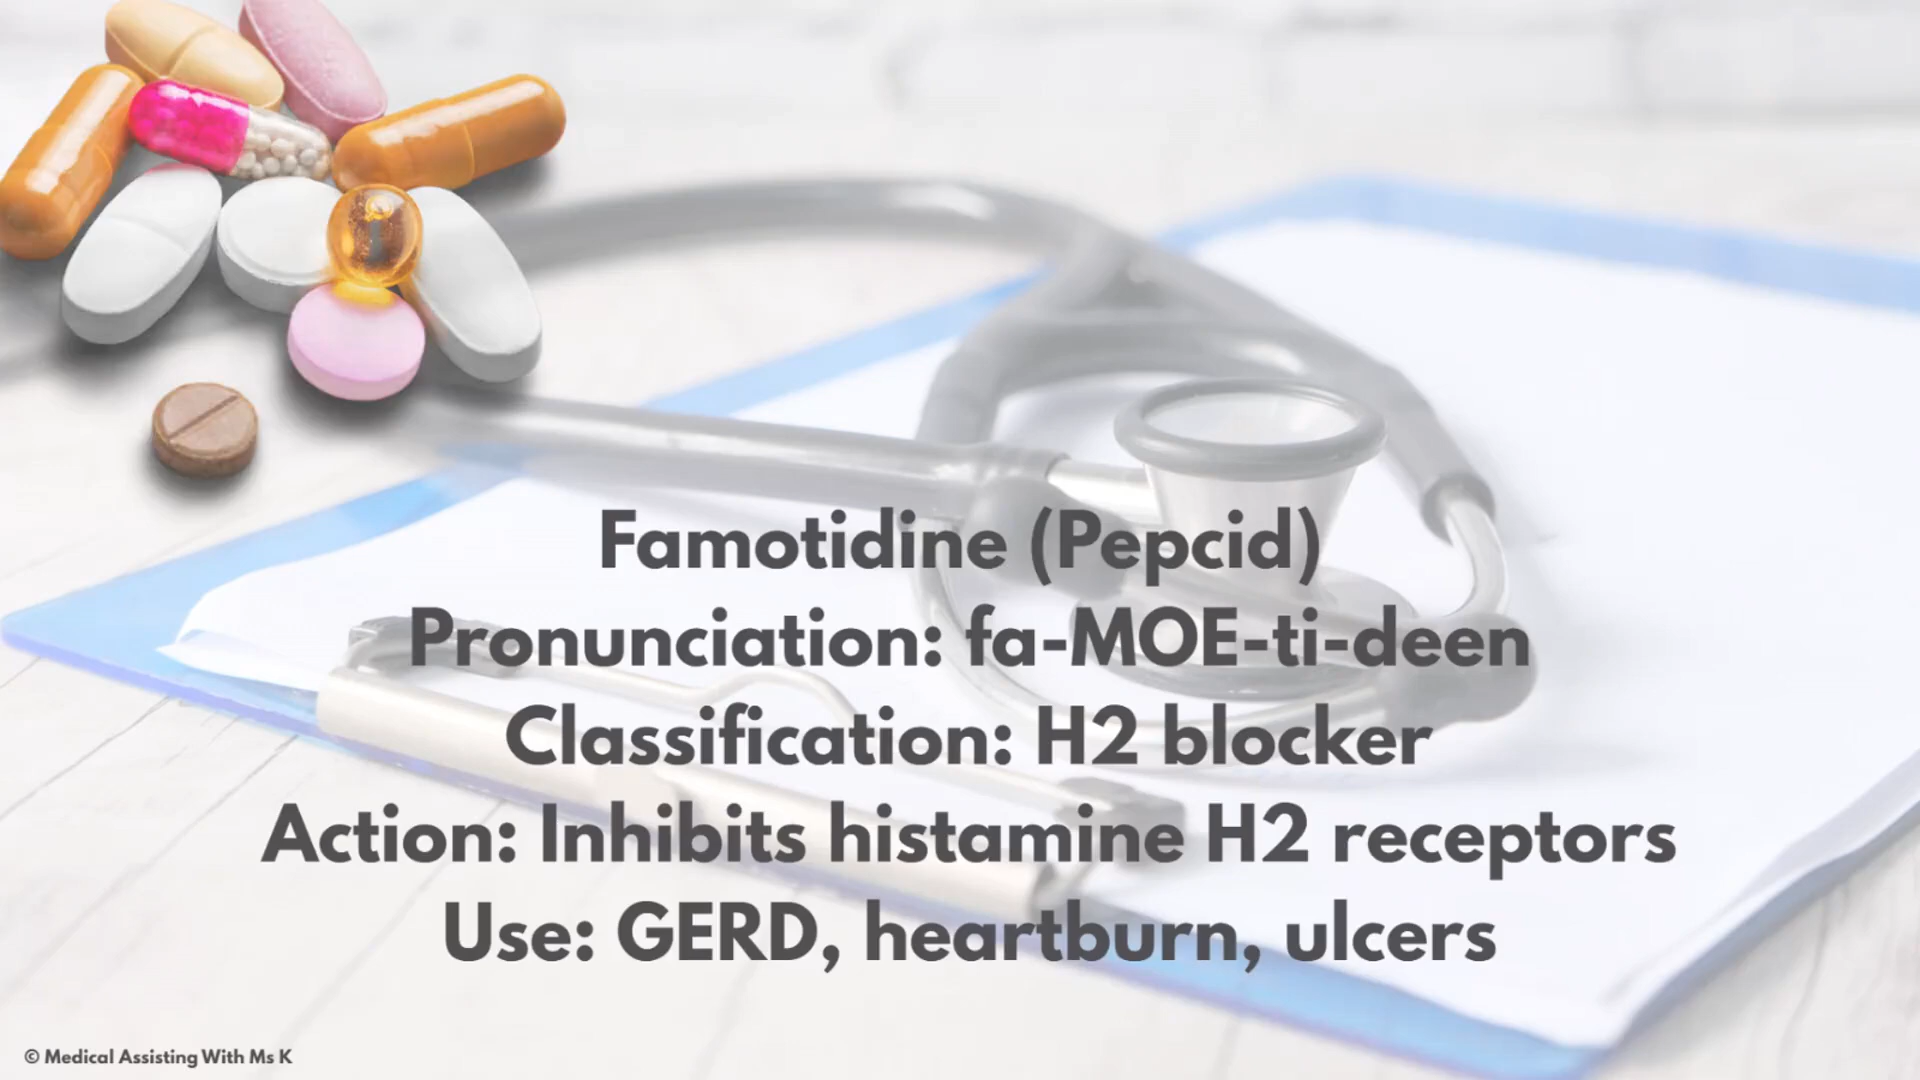 Famotidine (Pepcid)
Pronunciation: fa-MOE-ti-deen
Classification: H2 blocker
Action: Inhibits histamine H2 receptors
Use: GERD, heartburn, ulcers
© Medical Assisting With Ms K